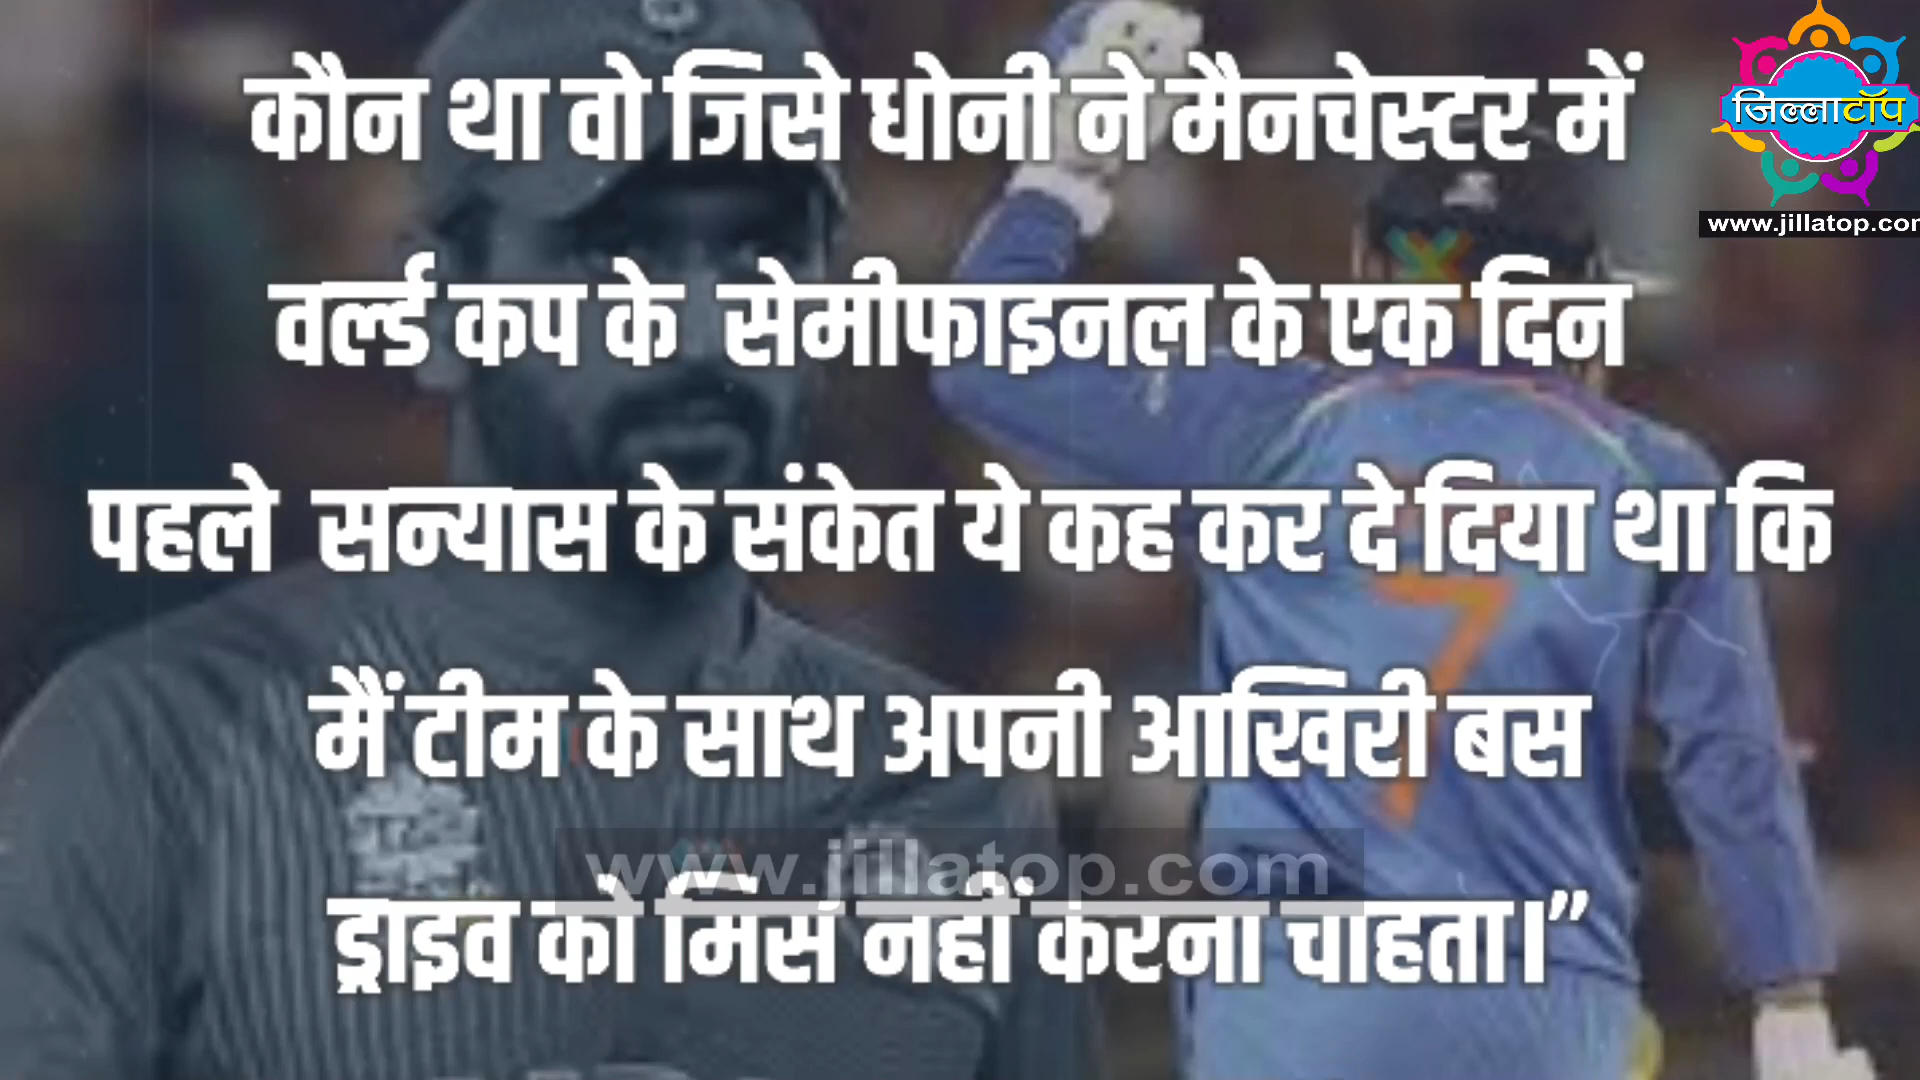 कौन था वो जिसे धोनी ने मैनचेस्टर में
जिल्लाटॉप
www.jillatop.com
वर्ल्ड कप के सेमीफाइनल के एक दिन
पहले सन्यास के संकेत ये कह कर दे दिया था कि
7
मैं टीम के साथ अपनी आखिरी बस
www.jillatop.com
ड्राइव को मिस नहीं करना चाहता।”